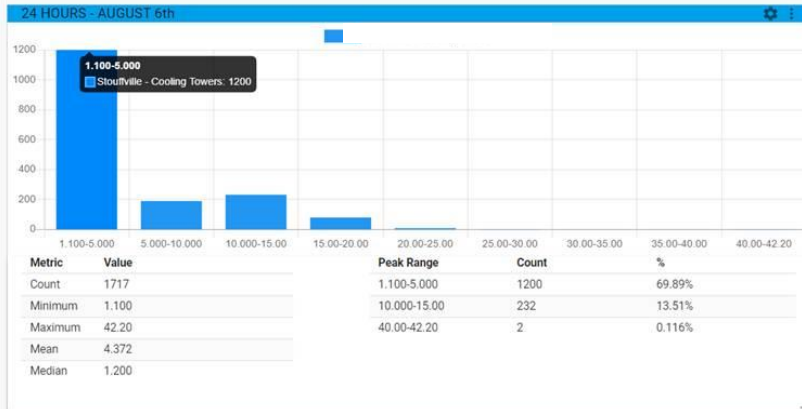 24 HOURS - AUGUST 6th
1200
1000
800
600
400
200
0
1.100-5.000
Stouffville - Cooling Towers: 1200
1.100-5.000 5.000-10.000 10.000-15.00 15.00-20.00 20.00-25.00 25.00-30.00 30.00-35.00 35.00-40.00 40.00-42.20
Metric Value
Count 1717
Minimum 1.100
Maximum 42.20
Mean 4.372
Median 1.200
Peak Range Count %
1.100-5.000 1200 69.89%
10.000-15.00 232 13.51%
40.00-42.20 2 0.116%